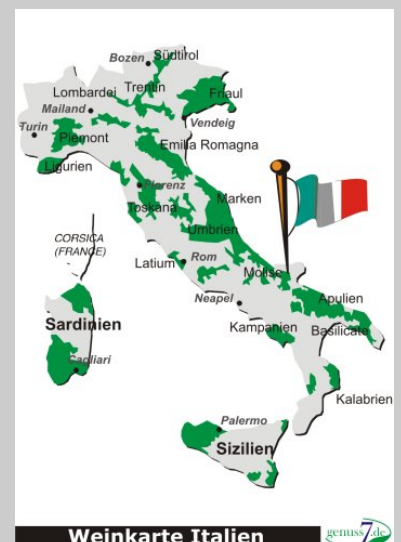 Bozen
Südtirol
Lombardei
Trentin
Friaul
Mailand
Vendeig
Turin
Piemont
Emilia Romagna
Ligurien
Florenz
Toskana
Marken
Umbrien
CORSICA
(FRANCE)
Latium
Rom
Molise
Neapel
Apulien
Sardinien
Kampanien
Basilicate
Cagliari
Kalabrien
Palermo
Sizilien
Weinkarte Italien
genuss7.de